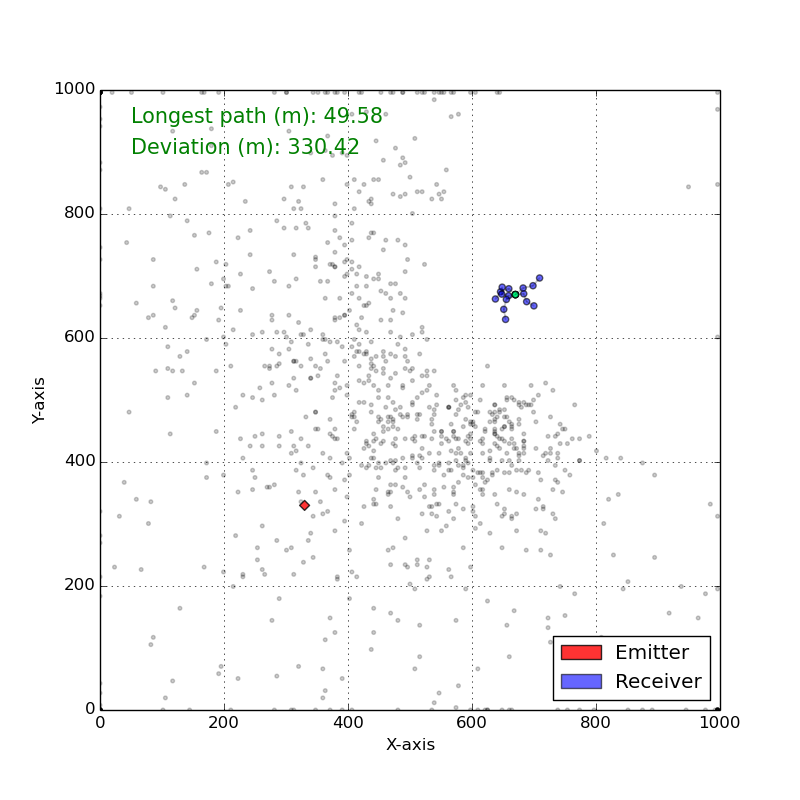 Longest path (m): 49.58
Deviation (m): 330.42
1000
800
600
400
200
0
Y-axis
0 200 400 600 800 1000
X-axis
Emitter
Receiver